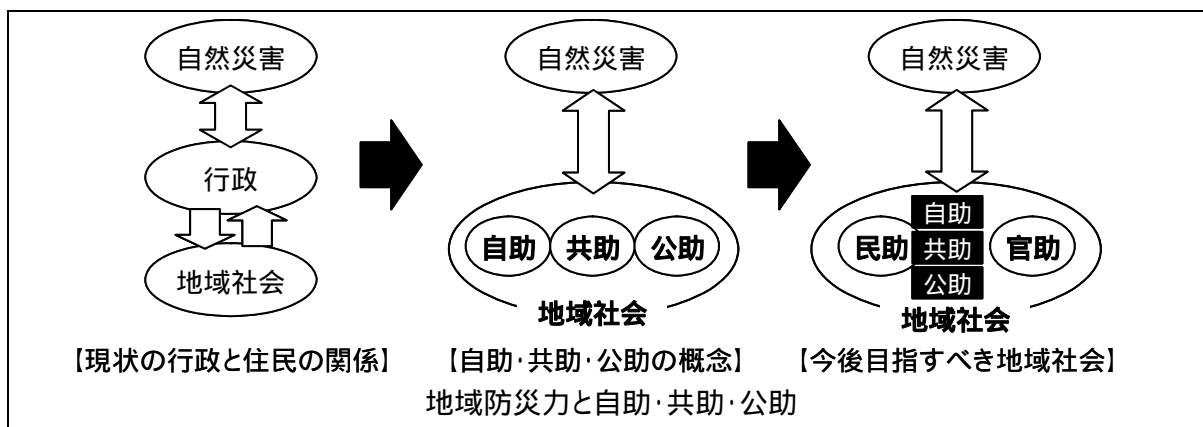 自然災害
行政
地域社会
【現状の行政と住民の関係】
自然災害
自助 共助 公助
地域社会
【自助・共助・公助の概念】
自然災害
自助
民助 共助 官助
公助
地域社会
【今後目指すべき地域社会】
地域防災力と自助・共助・公助